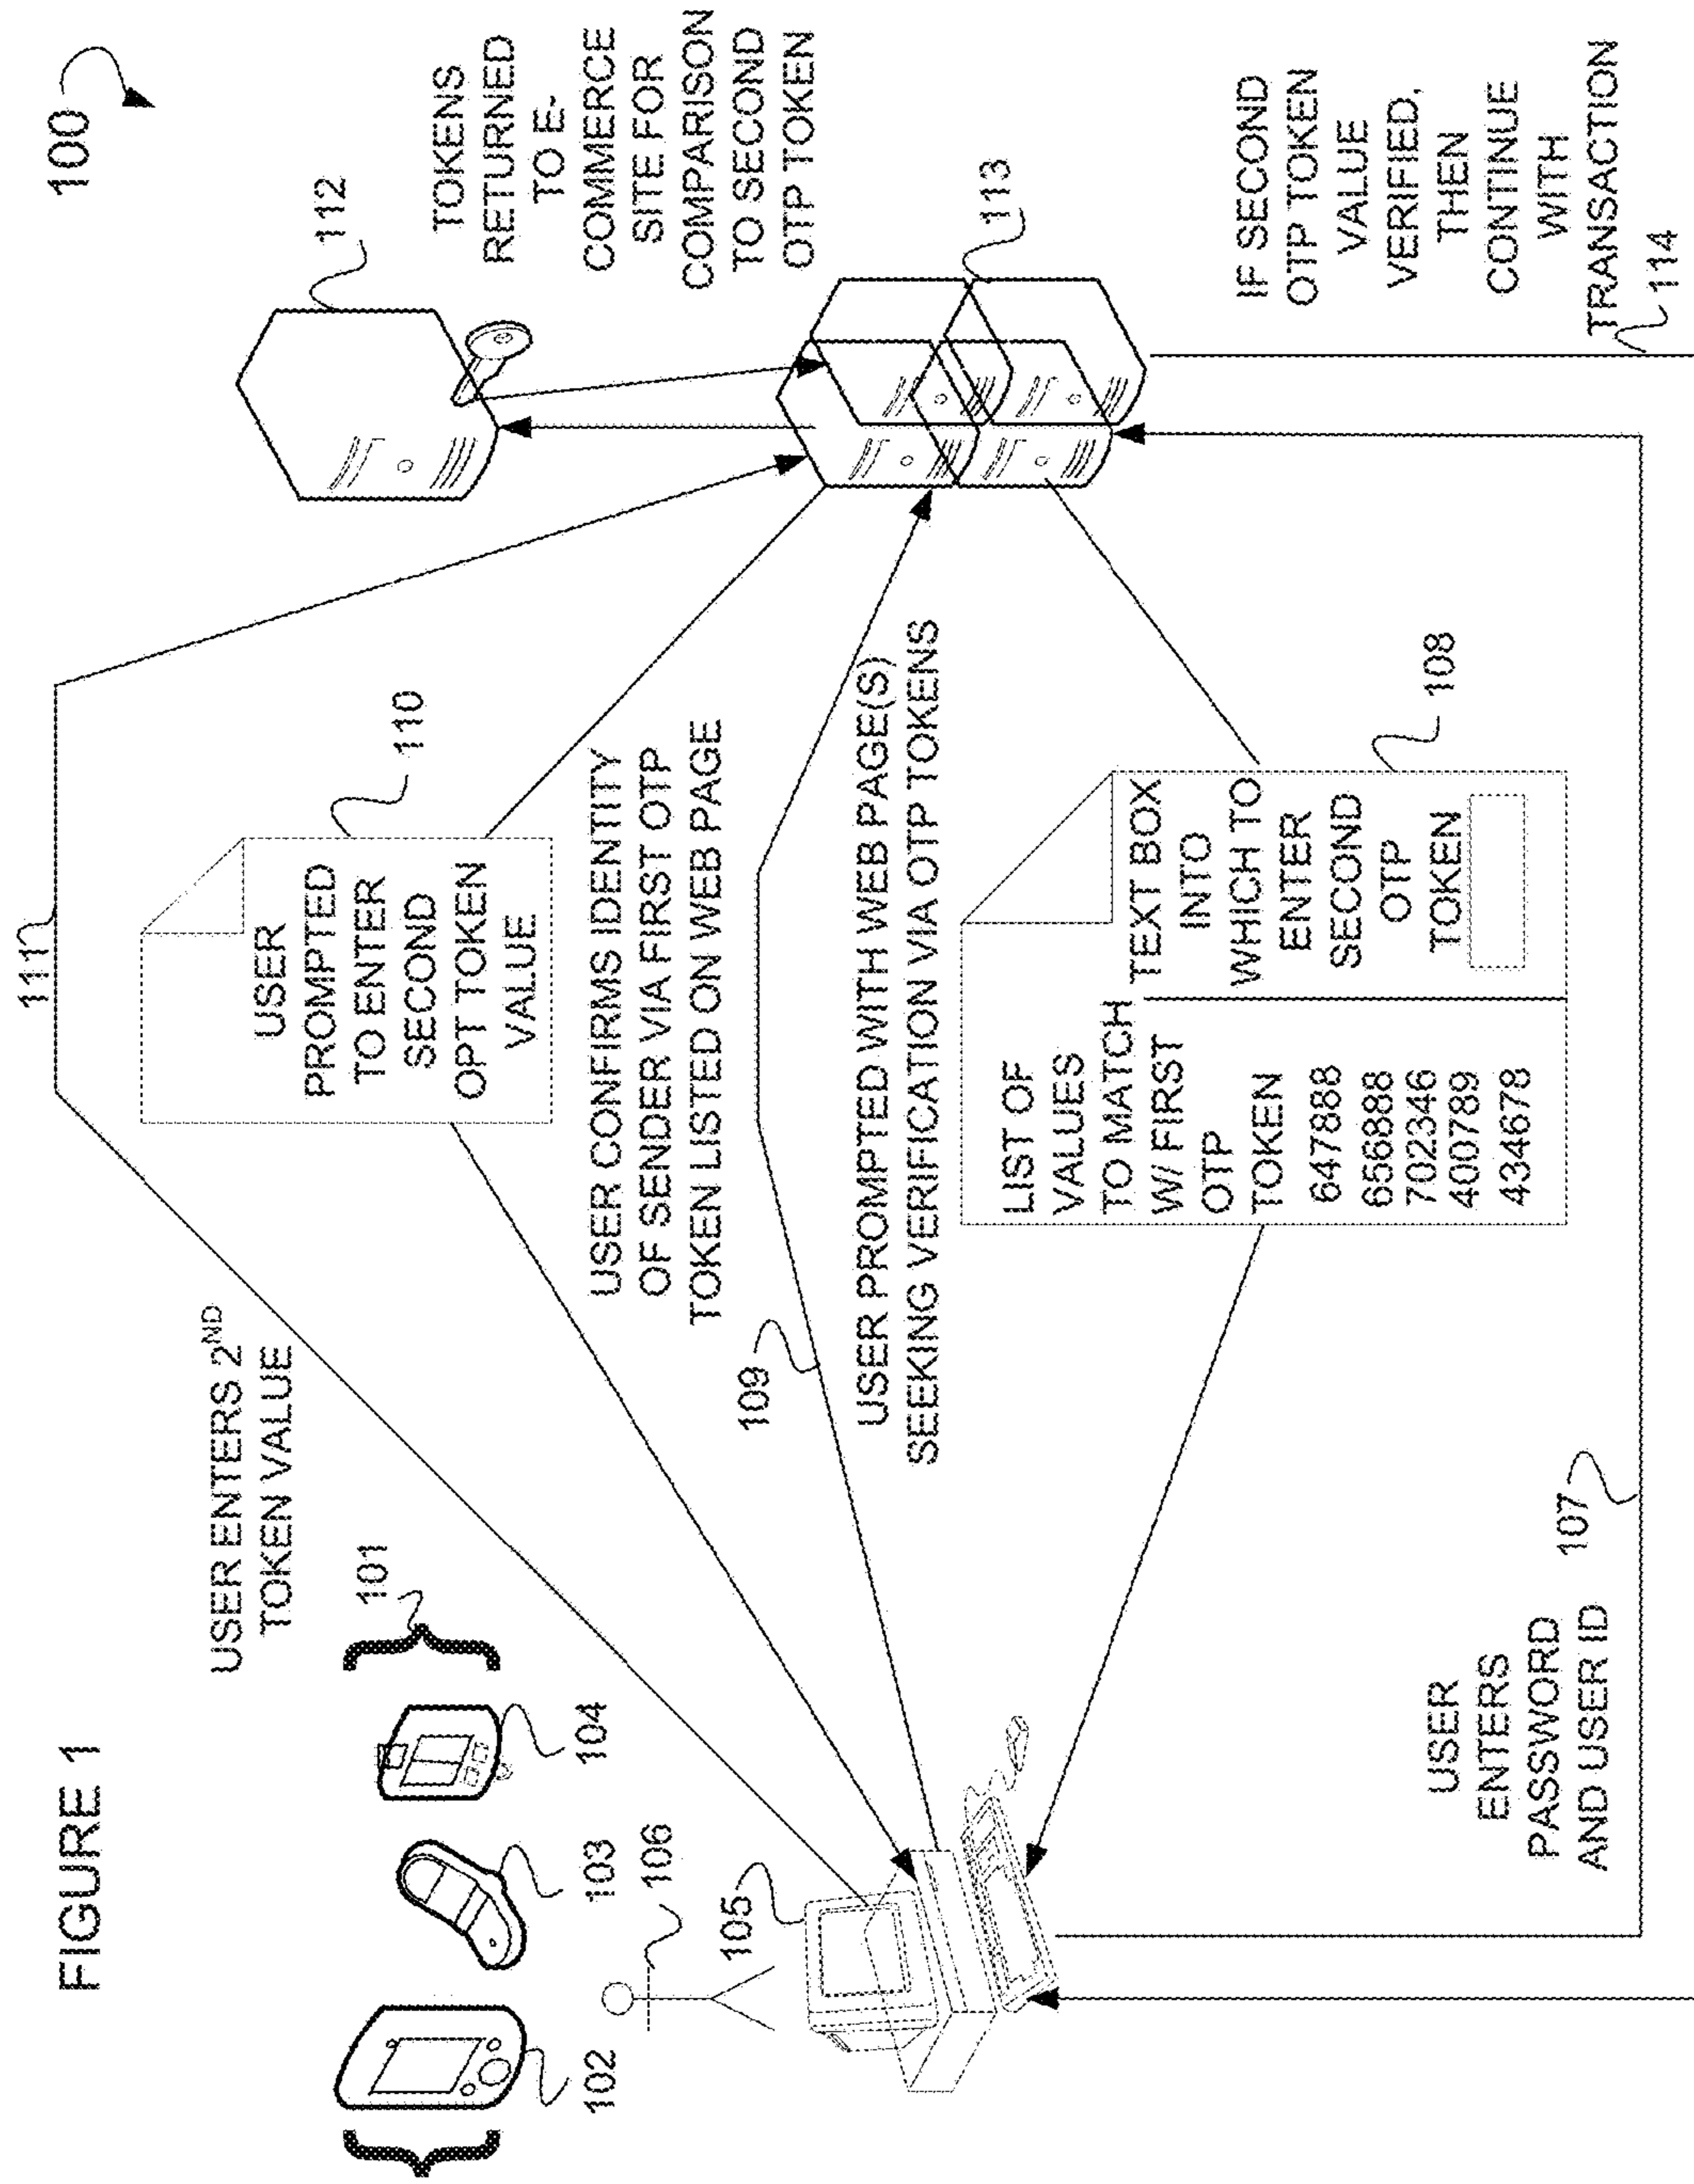 FIGURE 1
100
111
USER ENTERS 2ND
TOKEN VALUE
101
102
103
104
106
105
USER
PROMPTED
TO ENTER
SECOND
OPT TOKEN
VALUE
110
112
TOKENS
RETURNED
TO E-
COMMERCE
SITE FOR
COMPARISON
TO SECOND
OTP TOKEN
USER CONFIRMS IDENTITY
OF SENDER VIA FIRST OTP
TOKEN LISTED ON WEB PAGE
109
113
USER PROMPTED WITH WEB PAGE(S)
SEEKING VERIFICATION VIA OTP TOKENS
LIST OF
VALUES
TO MATCH
W/ FIRST
OTP
TOKEN
647888
656888
702346
400789
434678
TEXT BOX
INTO
WHICH TO
ENTER
SECOND
OTP
TOKEN
108
IF SECOND
OTP TOKEN
VALUE
VERIFIED,
THEN
CONTINUE
WITH
TRANSACTION
114
USER
ENTERS
PASSWORD
AND USER ID
107